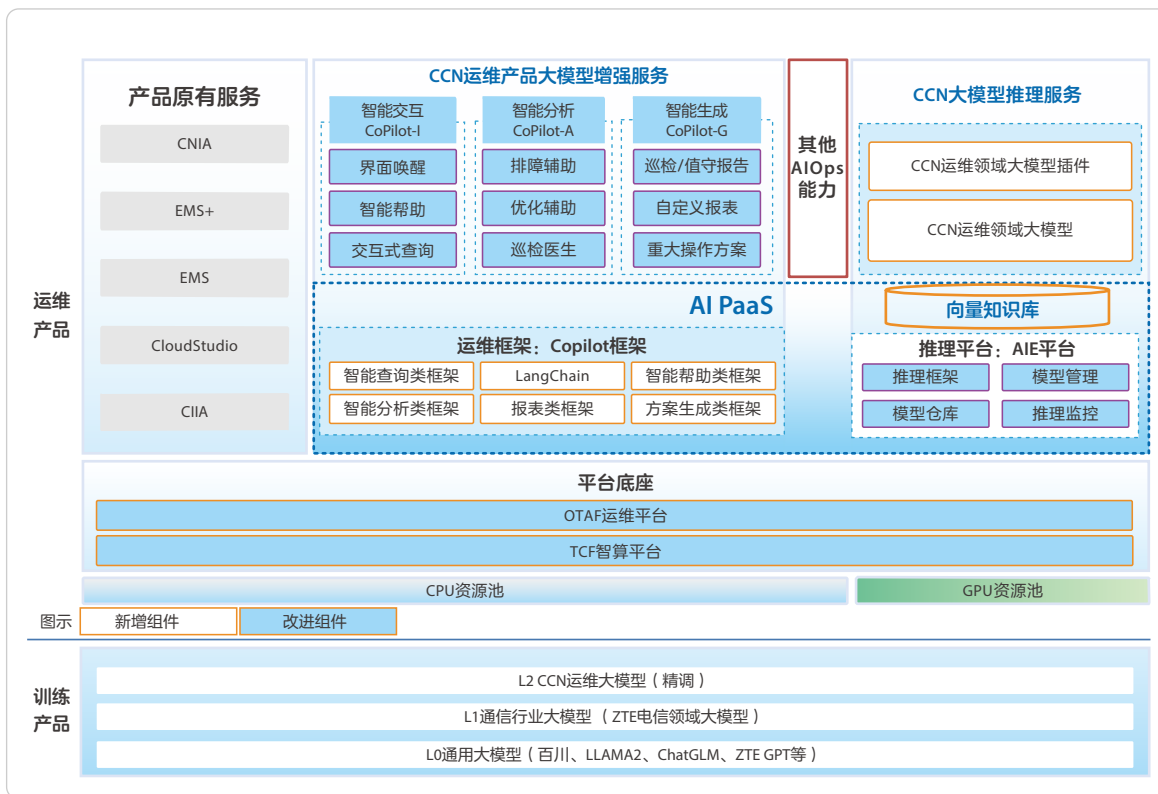 运维
产品
产品原有服务
CNIA
EMS+
EMS
CloudStudio
CIIA
CCN运维产品大模型增强服务
智能交互
CoPilot-I
界面唤醒
智能帮助
交互式查询
智能分析
CoPilot-A
排障辅助
优化辅助
巡检医生
智能生成
CoPilot-G
巡检/值守报告
自定义报表
重大操作方案
其他
AIOps
能力
CCN大模型推理服务
CCN运维领域大模型插件
CCN运维领域大模型
AI PaaS
运维框架：Copilot框架
智能查询类框架
LangChain
智能帮助类框架
智能分析类框架
报表类框架
方案生成类框架
向量知识库
推理平台：AIE平台
推理框架
模型管理
模型仓库
推理监控
平台底座
OTAF运维平台
TCF智算平台
CPU资源池
GPU资源池
图示
新增组件
改进组件
训练
产品
L2 CCN运维大模型（精调）
L1通信行业大模型 （ZTE电信领域大模型）
L0通用大模型（百川、LLAMA2、ChatGLM、ZTE GPT等）